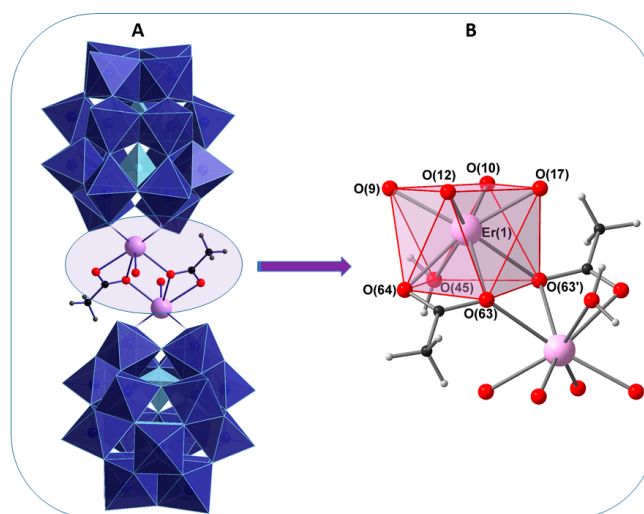 A
B
O(12)
O(10)
O(17)
O(9)
Er(1)
O(64)
O(45)
O(63)
O(63')